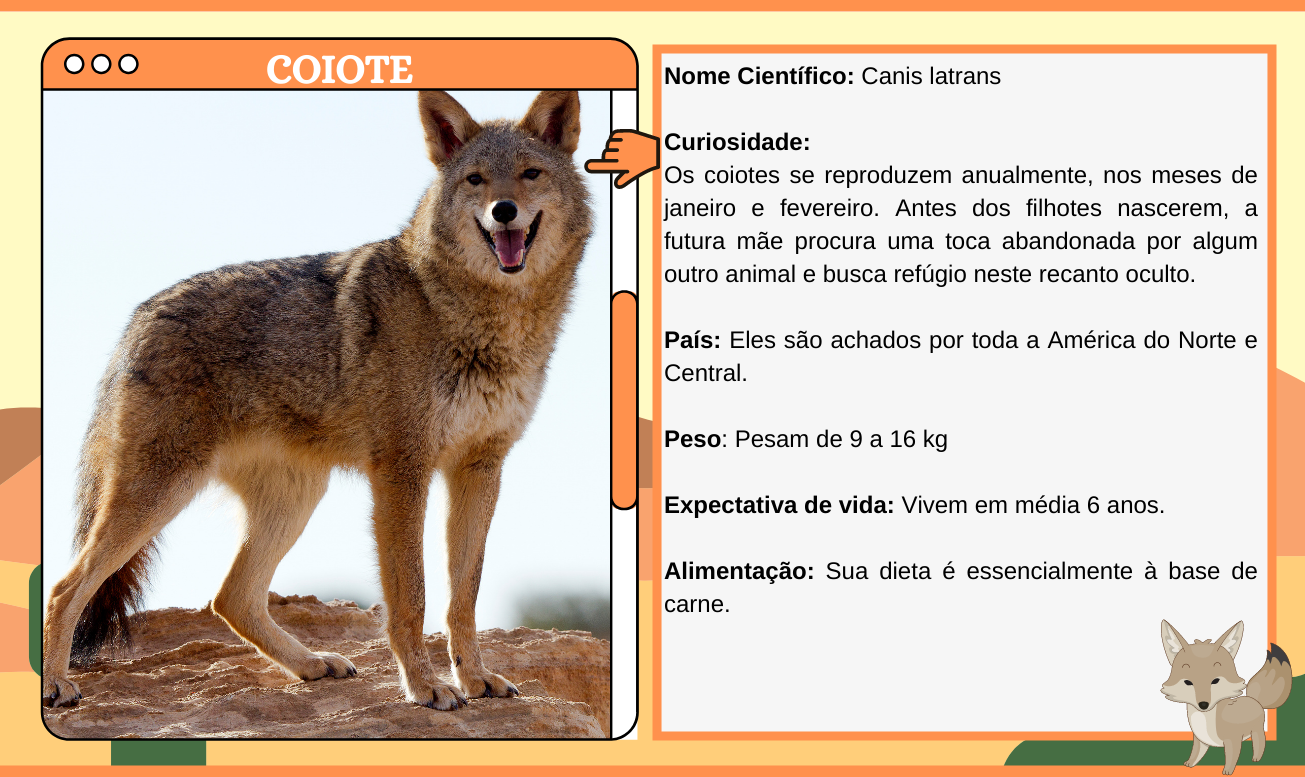 COIOTE
Nome Científico: Canis latrans
Curiosidade:
Os coiotes se reproduzem anualmente, nos meses de
janeiro e fevereiro. Antes dos filhotes nascerem, a
futura mãe procura uma toca abandonada por algum
outro animal e busca refúgio neste recanto oculto.
País: Eles são achados por toda a América do Norte e
Central.
Peso: Pesam de 9 a 16 kg
Expectativa de vida: Vivem em média 6 anos.
Alimentação: Sua dieta é essencialmente à base de
carne.